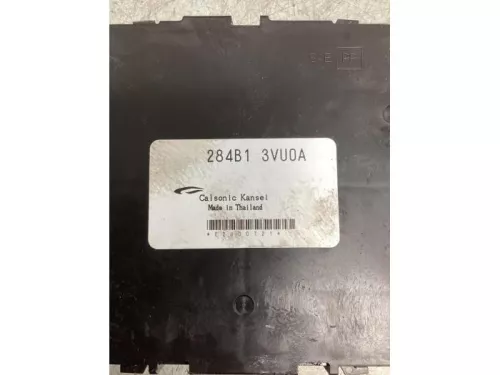 284B1 3VU0A
Calsonic Kansei
Made in Thailand